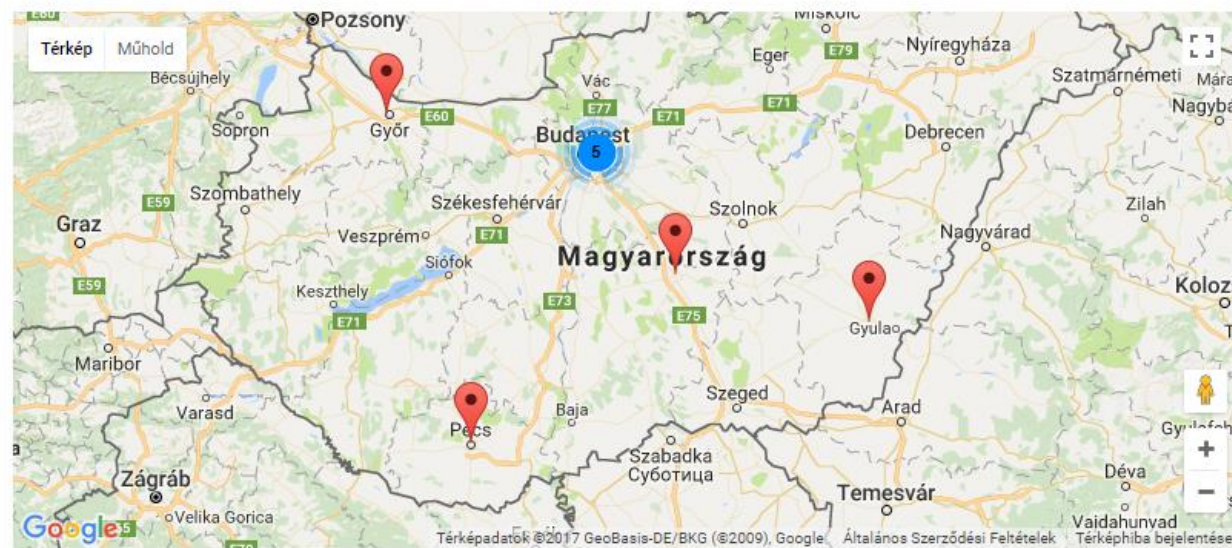 Pozsony
Miskolc
Térkép
Műhold
Nyíregyháza
Eger
E79
Bécsújhely
Vác
Szatmárnémeti
Sopron
Győr
E60
E77
E71
E71
Budapest
5
Debrecen
Szombathely
E59
Székesfehérvár
Szolnok
Zilah
Graz
Veszprém
E71
Magyarország
Nagyvárad
Siófok
E59
Keszthely
E73
E71
E75
Gyula
Maribor
Varasd
Pécs
Baja
Szeged
Arad
Szabadka
Суботица
Zágráb
Temesvár
Déva
Velika Gorica
Vajdahunyad
Google
Térképadatok ©2017 GeoBasis-DE/BKG (©2009), Google
Általános Szerződési Feltételek
Térképhiba bejelentése